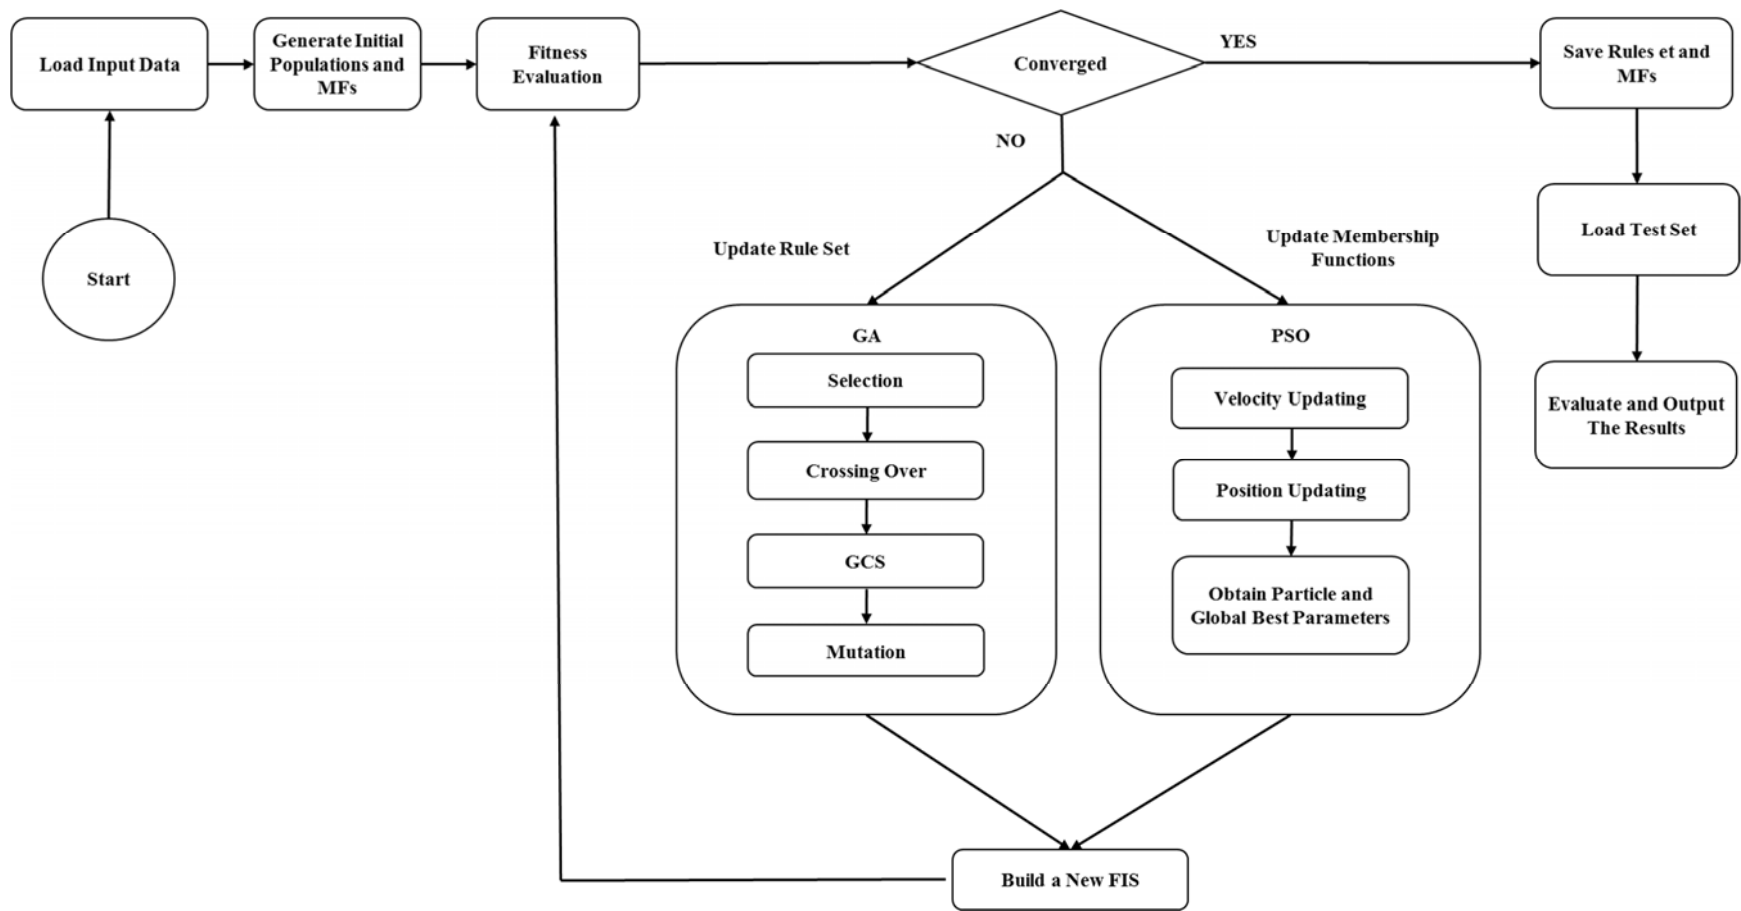 Load Input Data
Generate Initial
Populations and
MFs
Fitness
Evaluation
Converged
YES
Save Rules et and
MFs
NO
Load Test Set
Start
Update Rule Set
Update Membership
Functions
GA
Selection
Crossing Over
GCS
Mutation
PSO
Velocity Updating
Position Updating
Obtain Particle and
Global Best Parameters
Evaluate and Output
The Results
Build a New FIS